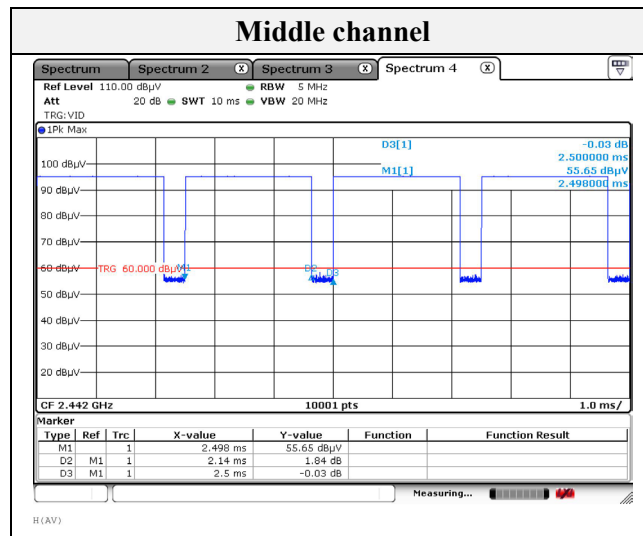 Middle channel
Spectrum Spectrum 2 X Spectrum 3 X Spectrum 4 X
Ref Level 110.00 dBµV RBW 5 MHz
Att 20 dB SWT 10 ms VBW 20 MHz
TRG:VID
1Pk Max
D3[1] -0.03 dB
2.500000 ms
100 dBµV
M1[1] 55.65 dBµV
2.498000 ms
90 dBµV
80 dBµV
70 dBµV
60 dBµV TRG 60.000 dBµV M1 D2 D3
50 dBµV
40 dBµV
30 dBµV
20 dBµV
CF 2.442 GHz 10001 pts 1.0 ms/
Marker
Type Ref Trc X-value Y-value Function Function Result
M1 1 2.498 ms 55.65 dBµV
D2 M1 1 2.14 ms 1.84 dB
D3 M1 1 2.5 ms -0.03 dB
Measuring...
H(AV)